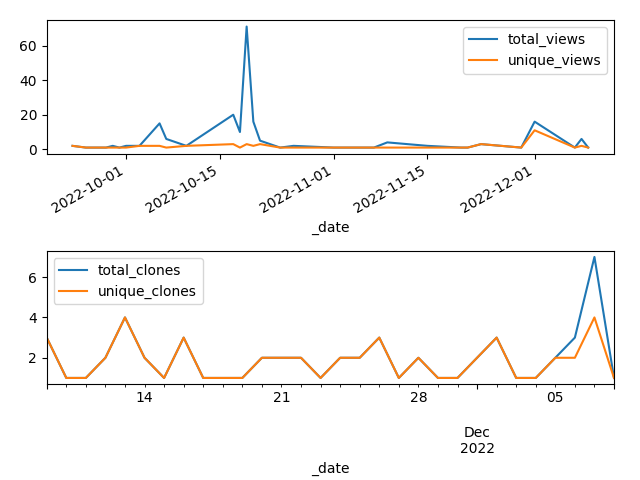 60
40
20
0
total_views
unique_views
2022-10-01
2022-10-15
2022-11-01
2022-11-15
2022-12-01
_date
6
4
2
total_clones
unique_clones
14
21
28
05
Dec
2022
_date